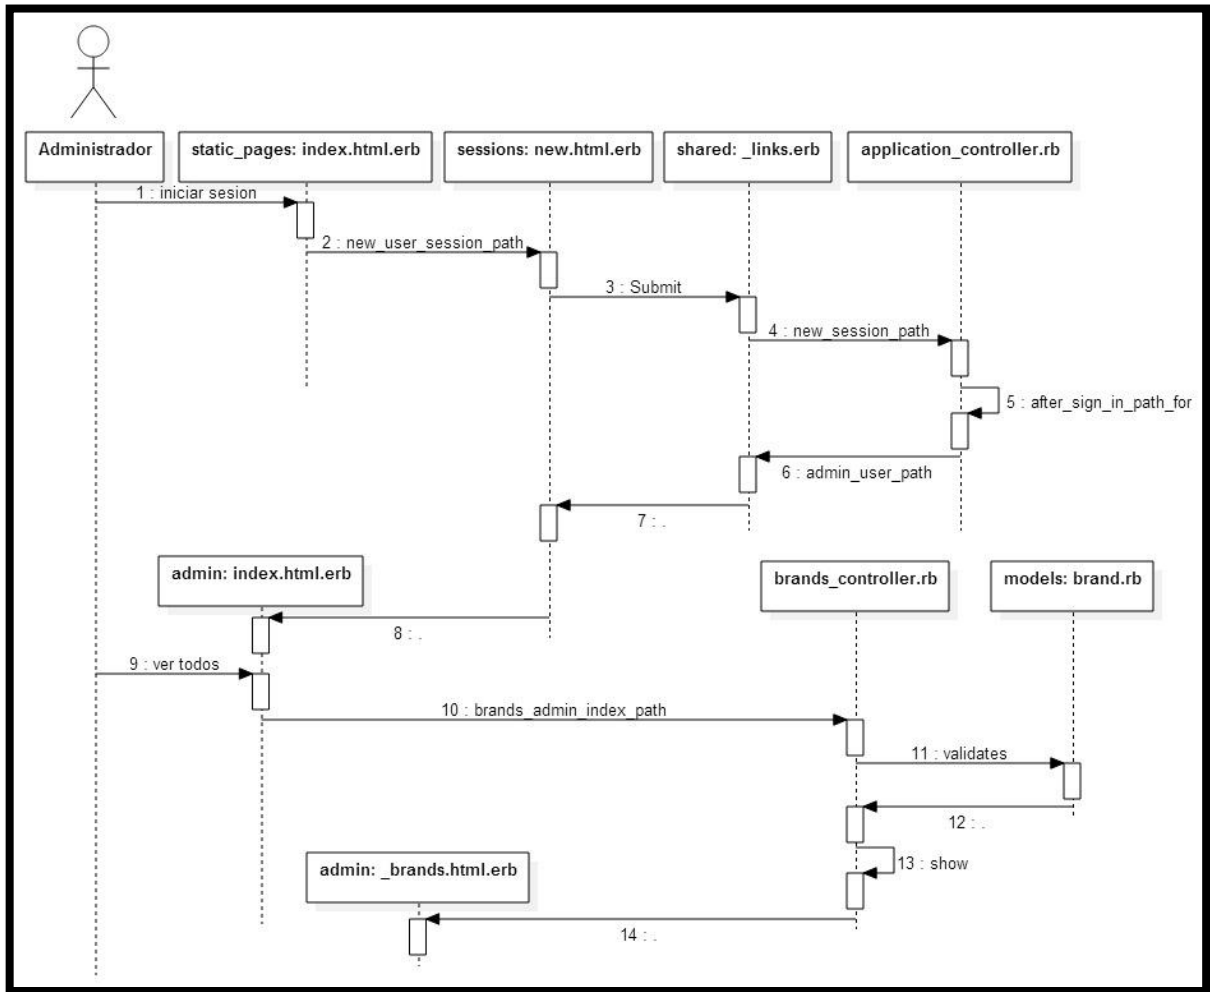 Administrador
static_pages: index.html.erb
sessions: new.html.erb
shared: _links.erb
application_controller.rb
1 : iniciar sesion
2 : new_user_session_path
3 : Submit
4 : new_session_path
5 : after_sign_in_path_for
6 : admin_user_path
7 : .
admin: index.html.erb
brands_controller.rb
models: brand.rb
8 : .
9 : ver todos
10 : brands_admin_index_path
11 : validates
12 : .
13 : show
admin: _brands.html.erb
14 : .